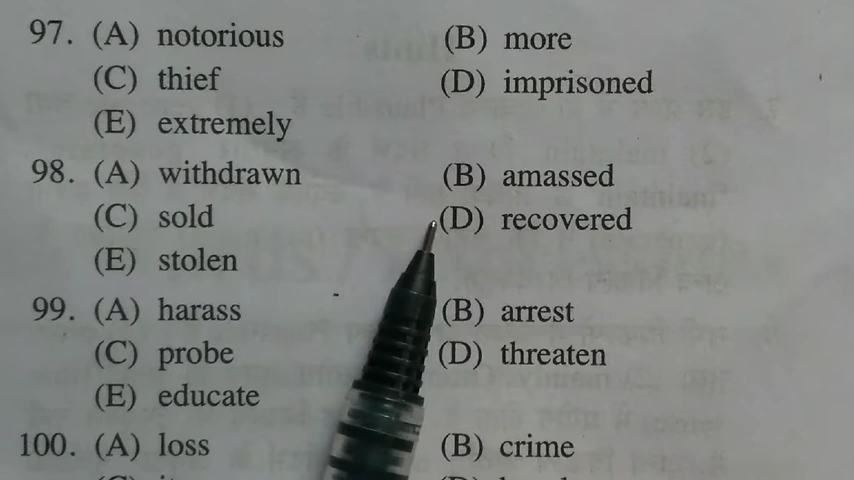 97. (A) notorious (B) more
(C) thief (D) imprisoned
(E) extremely
98. (A) withdrawn (B) amassed
(C) sold (D) recovered
(E) stolen
99. (A) harass (B) arrest
(C) probe (D) threaten
(E) educate
100. (A) loss (B) crime